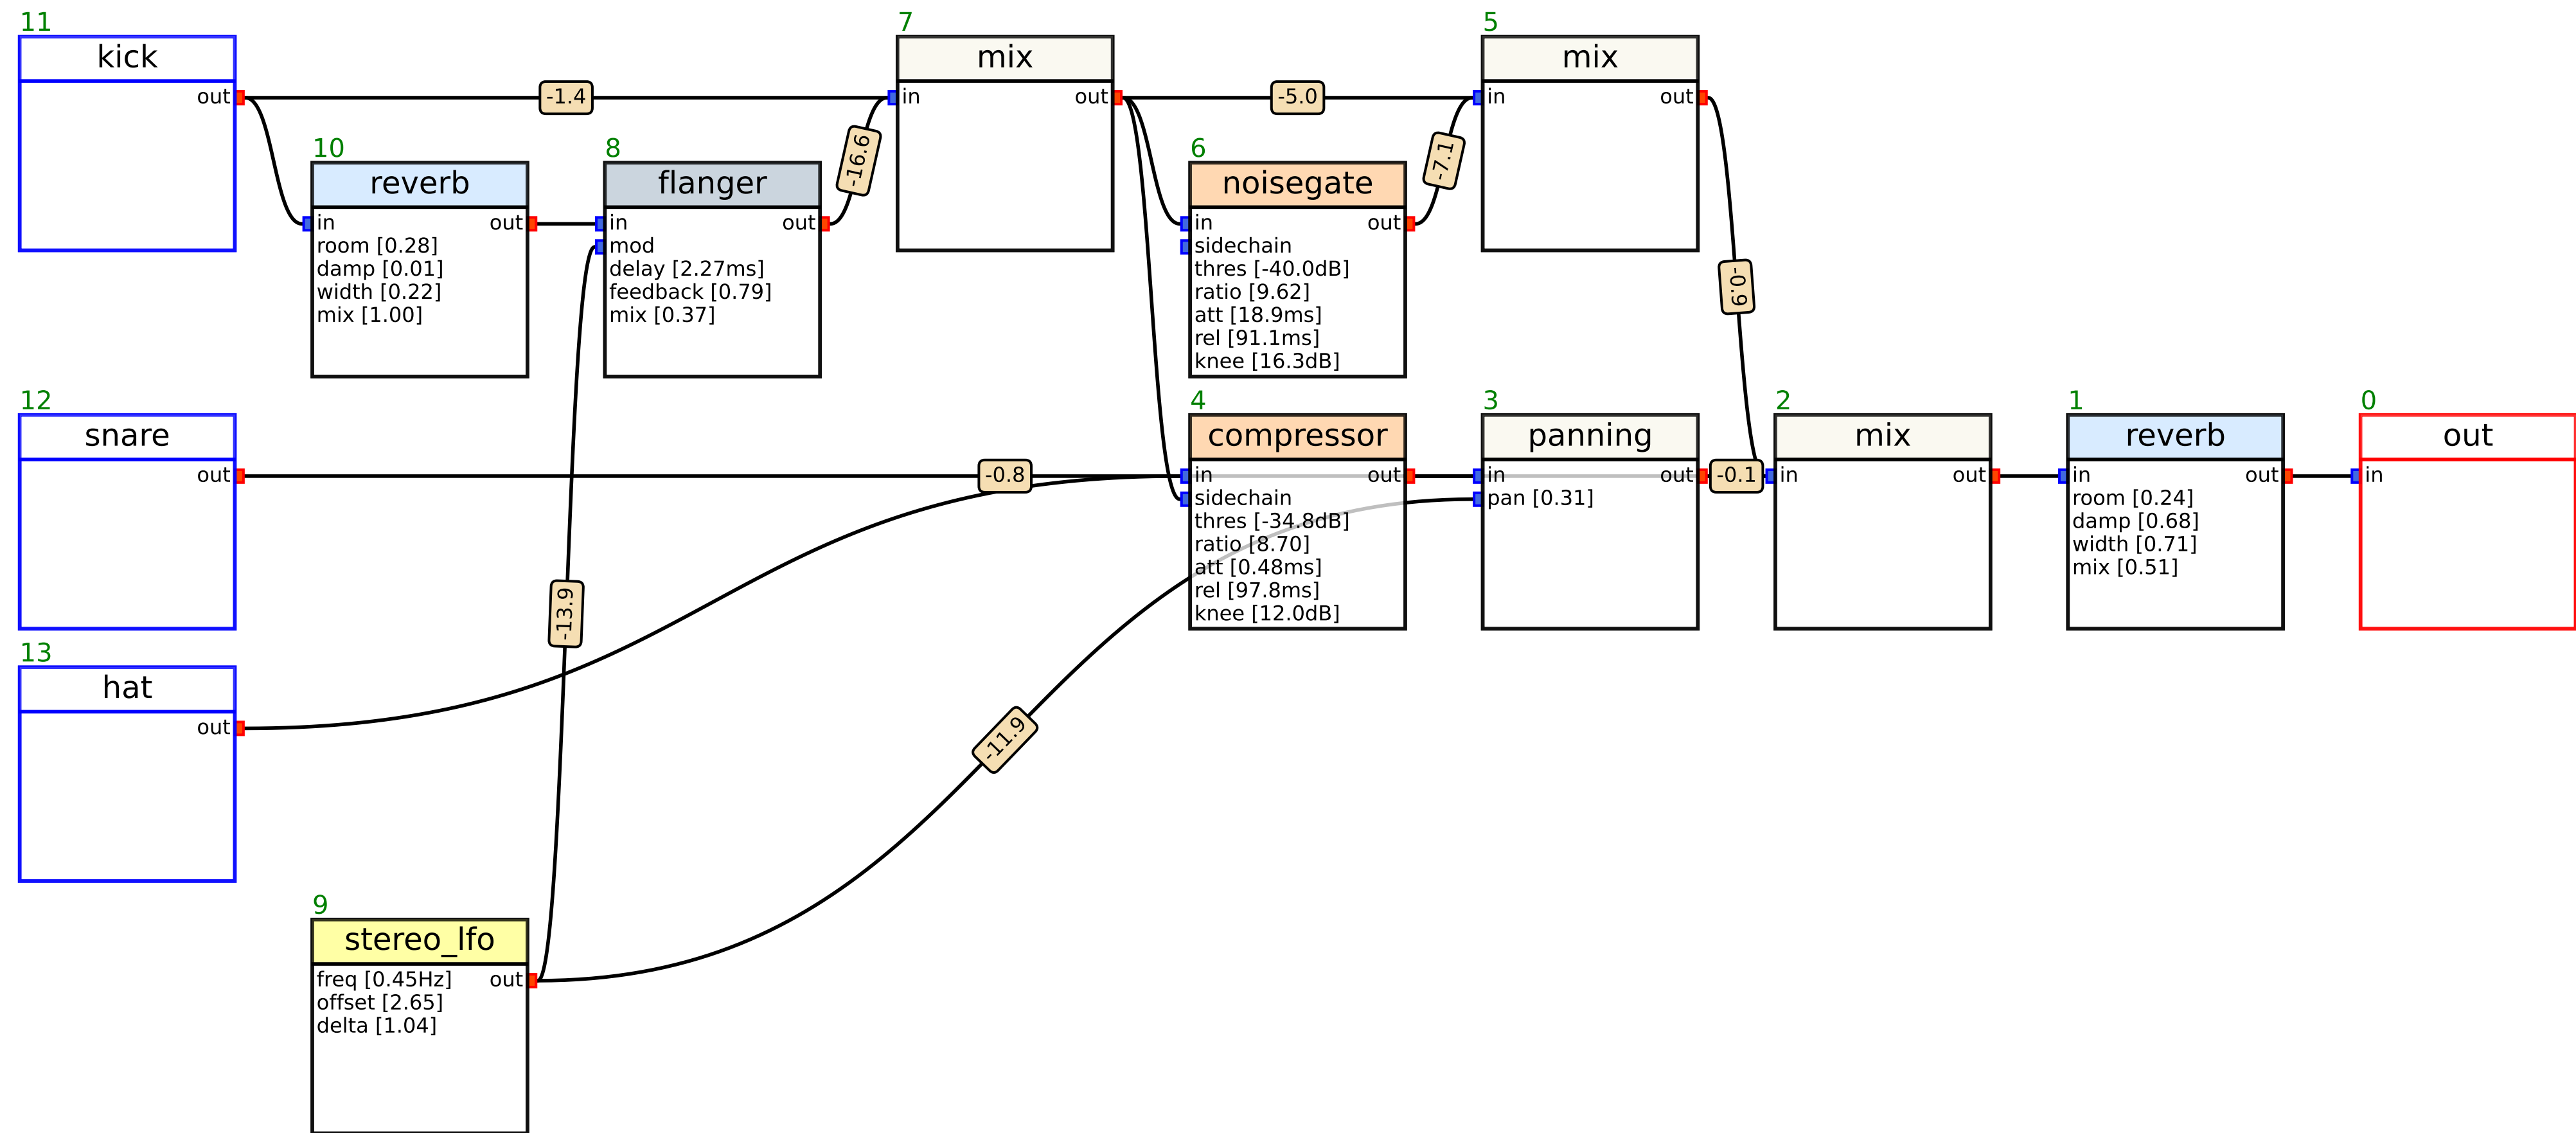 11
kick
out
-1.4
7
mix
in
out
-5.0
5
mix
in
out
10
reverb
in
out
room [0.28]
damp [0.01]
width [0.22]
mix [1.00]
8
flanger
in
out
mod
delay [2.27ms]
feedback [0.79]
mix [0.37]
-16.6
6
noisegate
in
out
sidechain
thres [-40.0dB]
ratio [9.62]
att [18.9ms]
rel [91.1ms]
knee [16.3dB]
-7.1
-0.9
12
snare
out
-0.8
4
compressor
in
out
sidechain
thres [-34.8dB]
ratio [8.70]
att [0.48ms]
rel [97.8ms]
knee [12.0dB]
3
panning
in
out
pan [0.31]
-0.1
2
mix
in
out
1
reverb
in
out
room [0.24]
damp [0.68]
width [0.71]
mix [0.51]
0
out
in
-13.9
13
hat
out
-11.9
9
stereo_lfo
freq [0.45Hz]
out
offset [2.65]
delta [1.04]